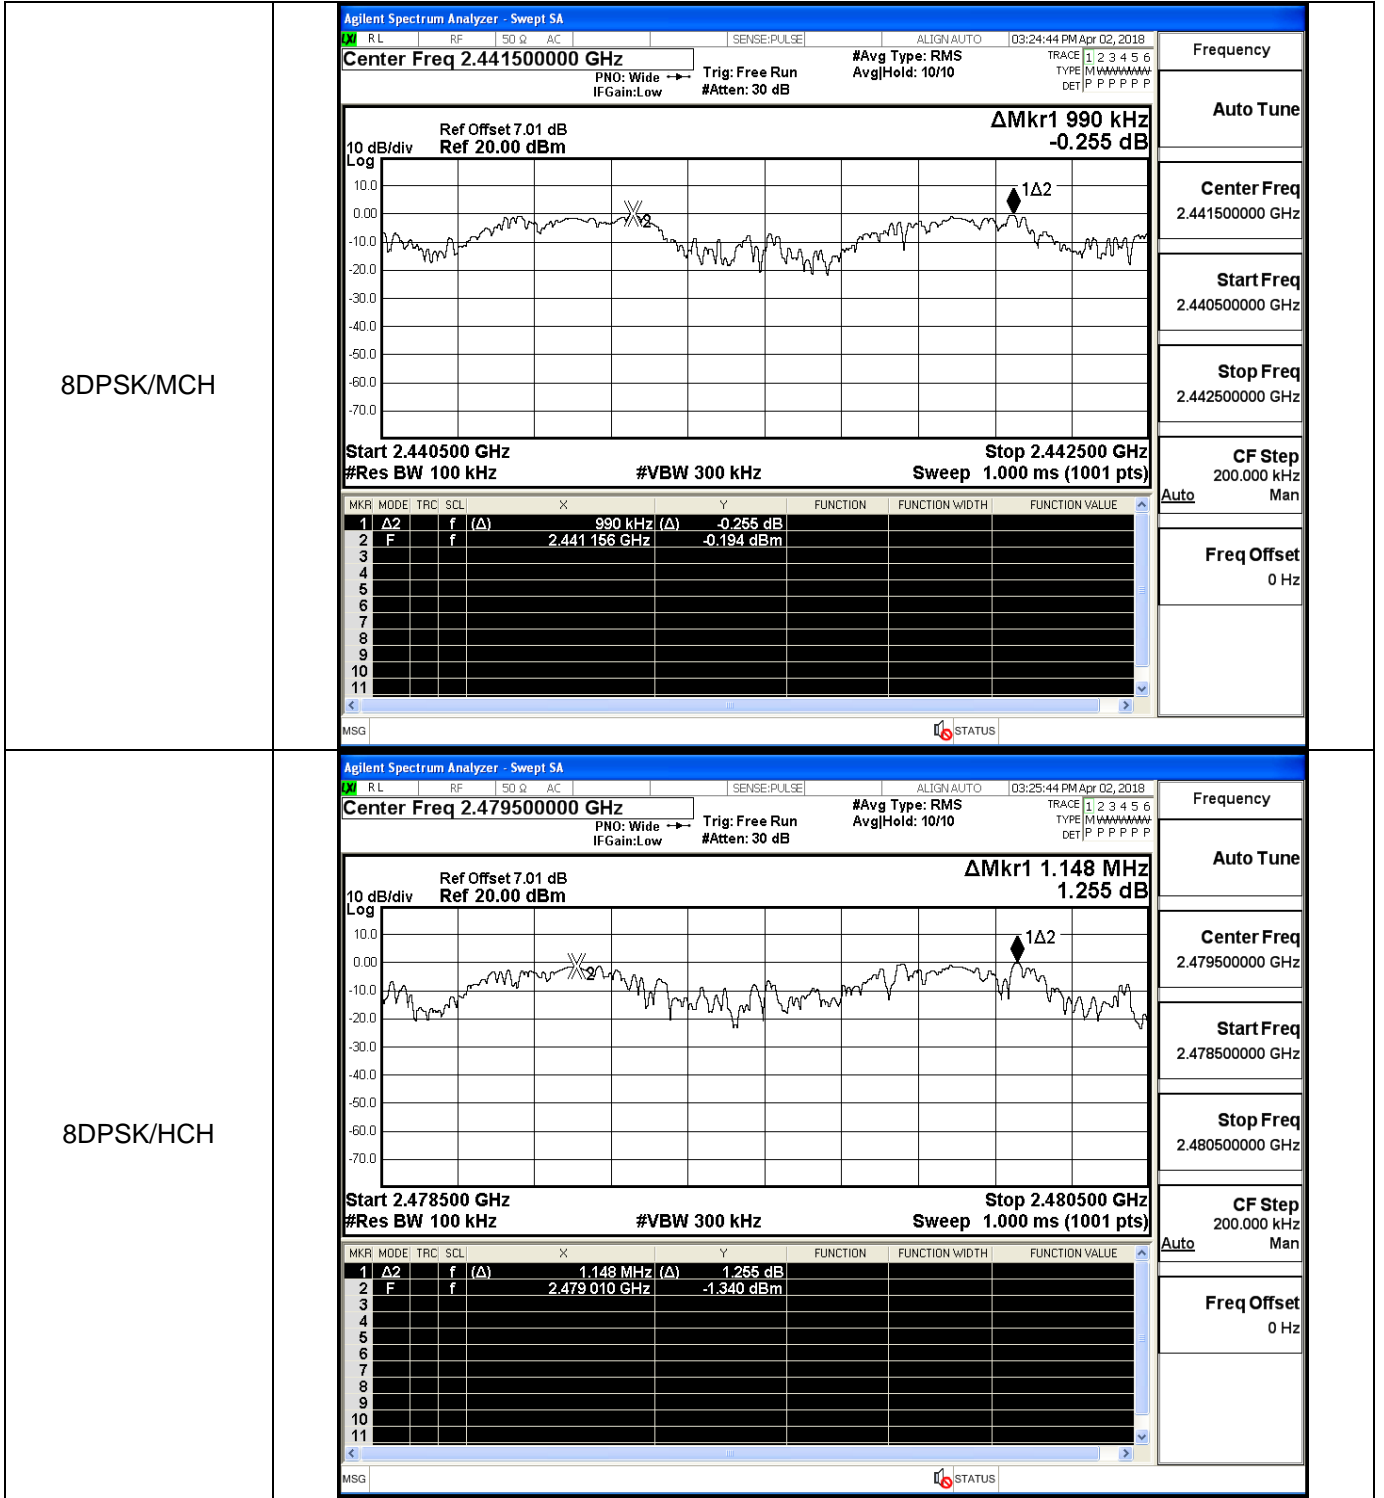 8DPSK/MCH
Agilent Spectrum Analyzer - Swept SA
LXI RL RF 50 Ω AC SENSE:PULSE ALIGN AUTO 03:24:44 PM Apr 02, 2018
Center Freq 2.441500000 GHz
PNO: Wide
IFGain:Low
Trig: Free Run
#Atten: 30 dB
#Avg Type: RMS
Avg|Hold: 10/10
TRACE 1 2 3 4 5 6
TYPE M
DET P P P P P P
ΔMkr1 990 kHz
-0.255 dB
Ref Offset 7.01 dB
10 dB/div Ref 20.00 dBm
Log
10.0
0.00
-10.0
-20.0
-30.0
-40.0
-50.0
-60.0
-70.0
1Δ2
2
Start 2.440500 GHz Stop 2.442500 GHz
#Res BW 100 kHz #VBW 300 kHz Sweep 1.000 ms (1001 pts)
MKR MODE TRC SCL X Y FUNCTION FUNCTION WIDTH FUNCTION VALUE
1 Δ2 f (Δ) 990 kHz (Δ) -0.255 dB
2 F f 2.441 156 GHz -0.194 dBm
3
4
5
6
7
8
9
10
11
MSG STATUS
Frequency
Auto Tune
Center Freq
2.441500000 GHz
Start Freq
2.440500000 GHz
Stop Freq
2.442500000 GHz
CF Step
200.000 kHz
Auto Man
Freq Offset
0 Hz
8DPSK/HCH
Agilent Spectrum Analyzer - Swept SA
LXI RL RF 50 Ω AC SENSE:PULSE ALIGN AUTO 03:25:44 PM Apr 02, 2018
Center Freq 2.479500000 GHz
PNO: Wide
IFGain:Low
Trig: Free Run
#Atten: 30 dB
#Avg Type: RMS
Avg|Hold: 10/10
TRACE 1 2 3 4 5 6
TYPE M
DET P P P P P P
ΔMkr1 1.148 MHz
1.255 dB
Ref Offset 7.01 dB
10 dB/div Ref 20.00 dBm
Log
10.0
0.00
-10.0
-20.0
-30.0
-40.0
-50.0
-60.0
-70.0
1Δ2
2
Start 2.478500 GHz Stop 2.480500 GHz
#Res BW 100 kHz #VBW 300 kHz Sweep 1.000 ms (1001 pts)
MKR MODE TRC SCL X Y FUNCTION FUNCTION WIDTH FUNCTION VALUE
1 Δ2 f (Δ) 1.148 MHz (Δ) 1.255 dB
2 F f 2.479 010 GHz -1.340 dBm
3
4
5
6
7
8
9
10
11
MSG STATUS
Frequency
Auto Tune
Center Freq
2.479500000 GHz
Start Freq
2.478500000 GHz
Stop Freq
2.480500000 GHz
CF Step
200.000 kHz
Auto Man
Freq Offset
0 Hz